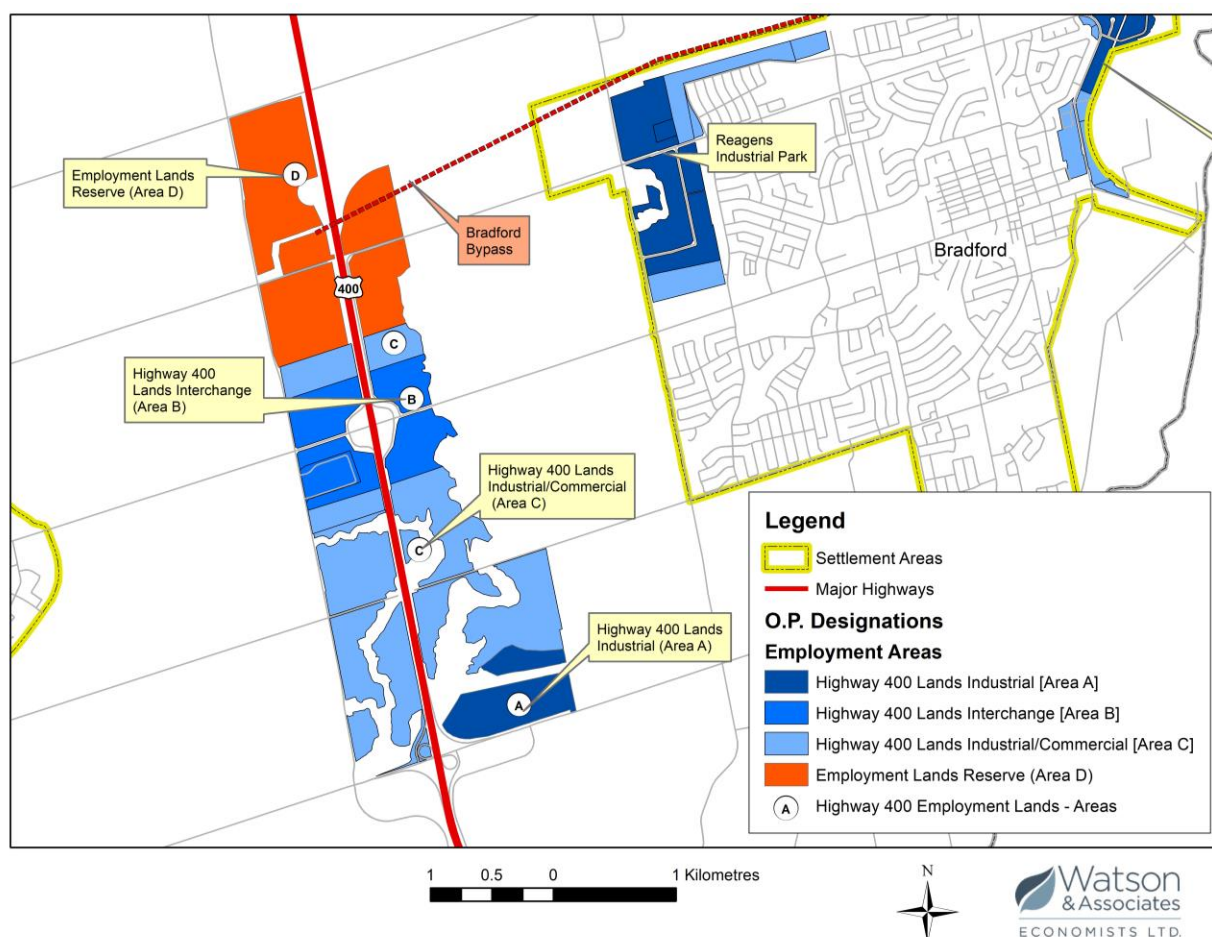 Reagens
Industrial Park
Employment Lands
Reserve (Area D)
D
Bradford
Bypass
Bradford
400
C
Highway 400
Lands Interchange
(Area B)
B
Highway 400 Lands
Industrial/Commercial
(Area C)
C
Highway 400 Lands
Industrial (Area A)
A
Legend
Settlement Areas
Major Highways
O.P. Designations
Employment Areas
Highway 400 Lands Industrial [Area A]
Highway 400 Lands Interchange [Area B]
Highway 400 Lands Industrial/Commercial [Area C]
Employment Lands Reserve (Area D)
A Highway 400 Employment Lands - Areas
1 0.5 0 1 Kilometres
N
Watson
& Associates
ECONOMISTS LTD.